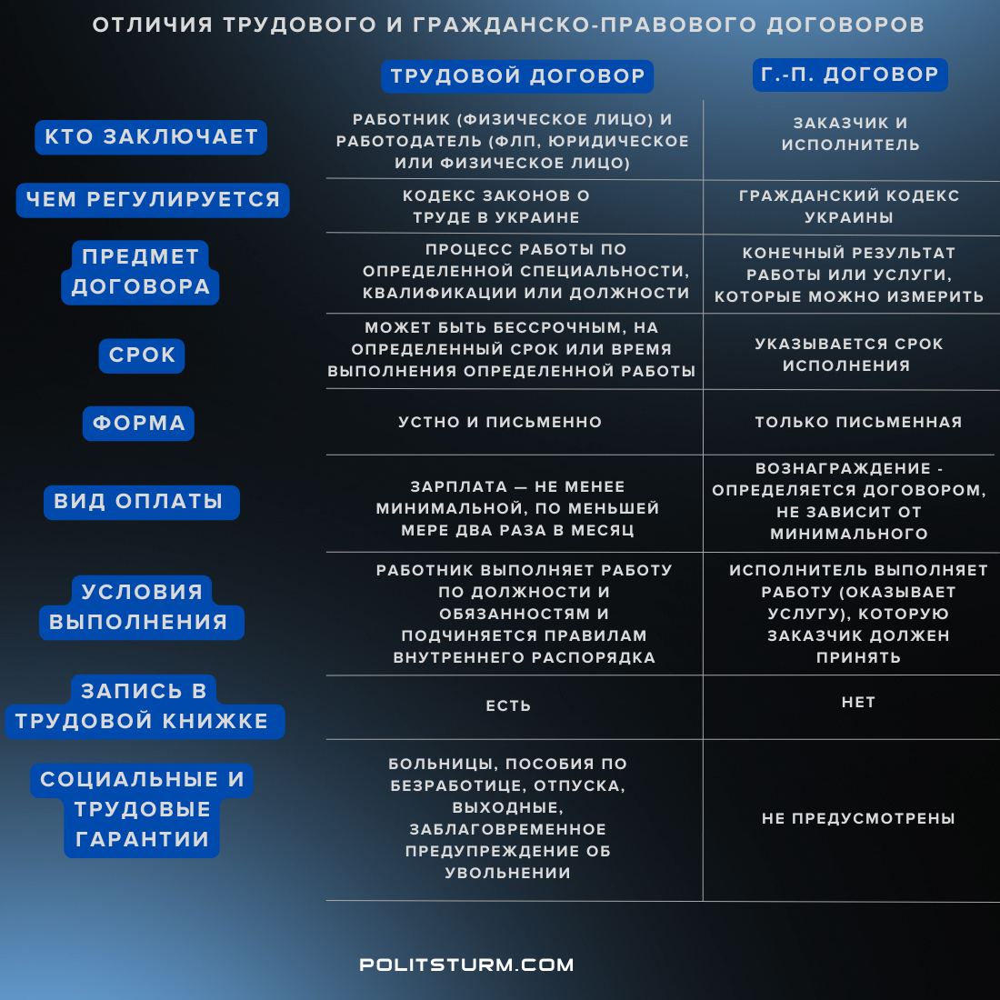 ОТЛИЧИЯ ТРУДОВОГО И ГРАЖДАНСКО-ПРАВОВОГО ДОГОВОРОВ
ТРУДОВОЙ ДОГОВОР
Г.-П. ДОГОВОР
КТО ЗАКЛЮЧАЕТ
РАБОТНИК (ФИЗИЧЕСКОЕ ЛИЦО) И
РАБОТОДАТЕЛЬ (ФЛП, ЮРИДИЧЕСКОЕ
ИЛИ ФИЗИЧЕСКОЕ ЛИЦО)
ЗАКАЗЧИК И
ИСПОЛНИТЕЛЬ
ЧЕМ РЕГУЛИРУЕТСЯ
КОДЕКС ЗАКОНОВ О
ТРУДЕ В УКРАИНЕ
ГРАЖДАНСКИЙ КОДЕКС
УКРАИНЫ
ПРЕДМЕТ
ДОГОВОРА
ПРОЦЕСС РАБОТЫ ПО
ОПРЕДЕЛЕННОЙ СПЕЦИАЛЬНОСТИ,
КВАЛИФИКАЦИИ ИЛИ ДОЛЖНОСТИ
КОНЕЧНЫЙ РЕЗУЛЬТАТ
РАБОТЫ ИЛИ УСЛУГИ,
КОТОРЫЕ МОЖНО ИЗМЕРИТЬ
СРОК
МОЖЕТ БЫТЬ БЕССРОЧНЫМ, НА
ОПРЕДЕЛЕННЫЙ СРОК ИЛИ ВРЕМЯ
ВЫПОЛНЕНИЯ ОПРЕДЕЛЕННОЙ РАБОТЫ
УКАЗЫВАЕТСЯ СРОК
ИСПОЛНЕНИЯ
ФОРМА
УСТНО И ПИСЬМЕННО
ТОЛЬКО ПИСЬМЕННАЯ
ВИД ОПЛАТЫ
ЗАРПЛАТА — НЕ МЕНЕЕ
МИНИМАЛЬНОЙ, ПО МЕНЬШЕЙ
МЕРЕ ДВА РАЗА В МЕСЯЦ
ВОЗНАГРАЖДЕНИЕ -
ОПРЕДЕЛЯЕТСЯ ДОГОВОРОМ,
НЕ ЗАВИСИТ ОТ
МИНИМАЛЬНОГО
УСЛОВИЯ
ВЫПОЛНЕНИЯ
РАБОТНИК ВЫПОЛНЯЕТ РАБОТУ
ПО ДОЛЖНОСТИ И
ОБЯЗАННОСТЯМ И
ПОДЧИНЯЕТСЯ ПРАВИЛАМ
ВНУТРЕННЕГО РАСПОРЯДКА
ИСПОЛНИТЕЛЬ ВЫПОЛНЯЕТ
РАБОТУ (ОКАЗЫВАЕТ
УСЛУГУ), КОТОРУЮ
ЗАКАЗЧИК ДОЛЖЕН
ПРИНЯТЬ
ЗАПИСЬ В
ТРУДОВОЙ КНИЖКЕ
ЕСТЬ
НЕТ
СОЦИАЛЬНЫЕ И
ТРУДОВЫЕ
ГАРАНТИИ
БОЛЬНИЦЫ, ПОСОБИЯ ПО
БЕЗРАБОТИЦЕ, ОТПУСКА,
ВЫХОДНЫЕ,
ЗАБЛАГОВРЕМЕННОЕ
ПРЕДУПРЕЖДЕНИЕ ОБ
УВОЛЬНЕНИИ
НЕ ПРЕДУСМОТРЕНЫ
POLITSTURM.COM